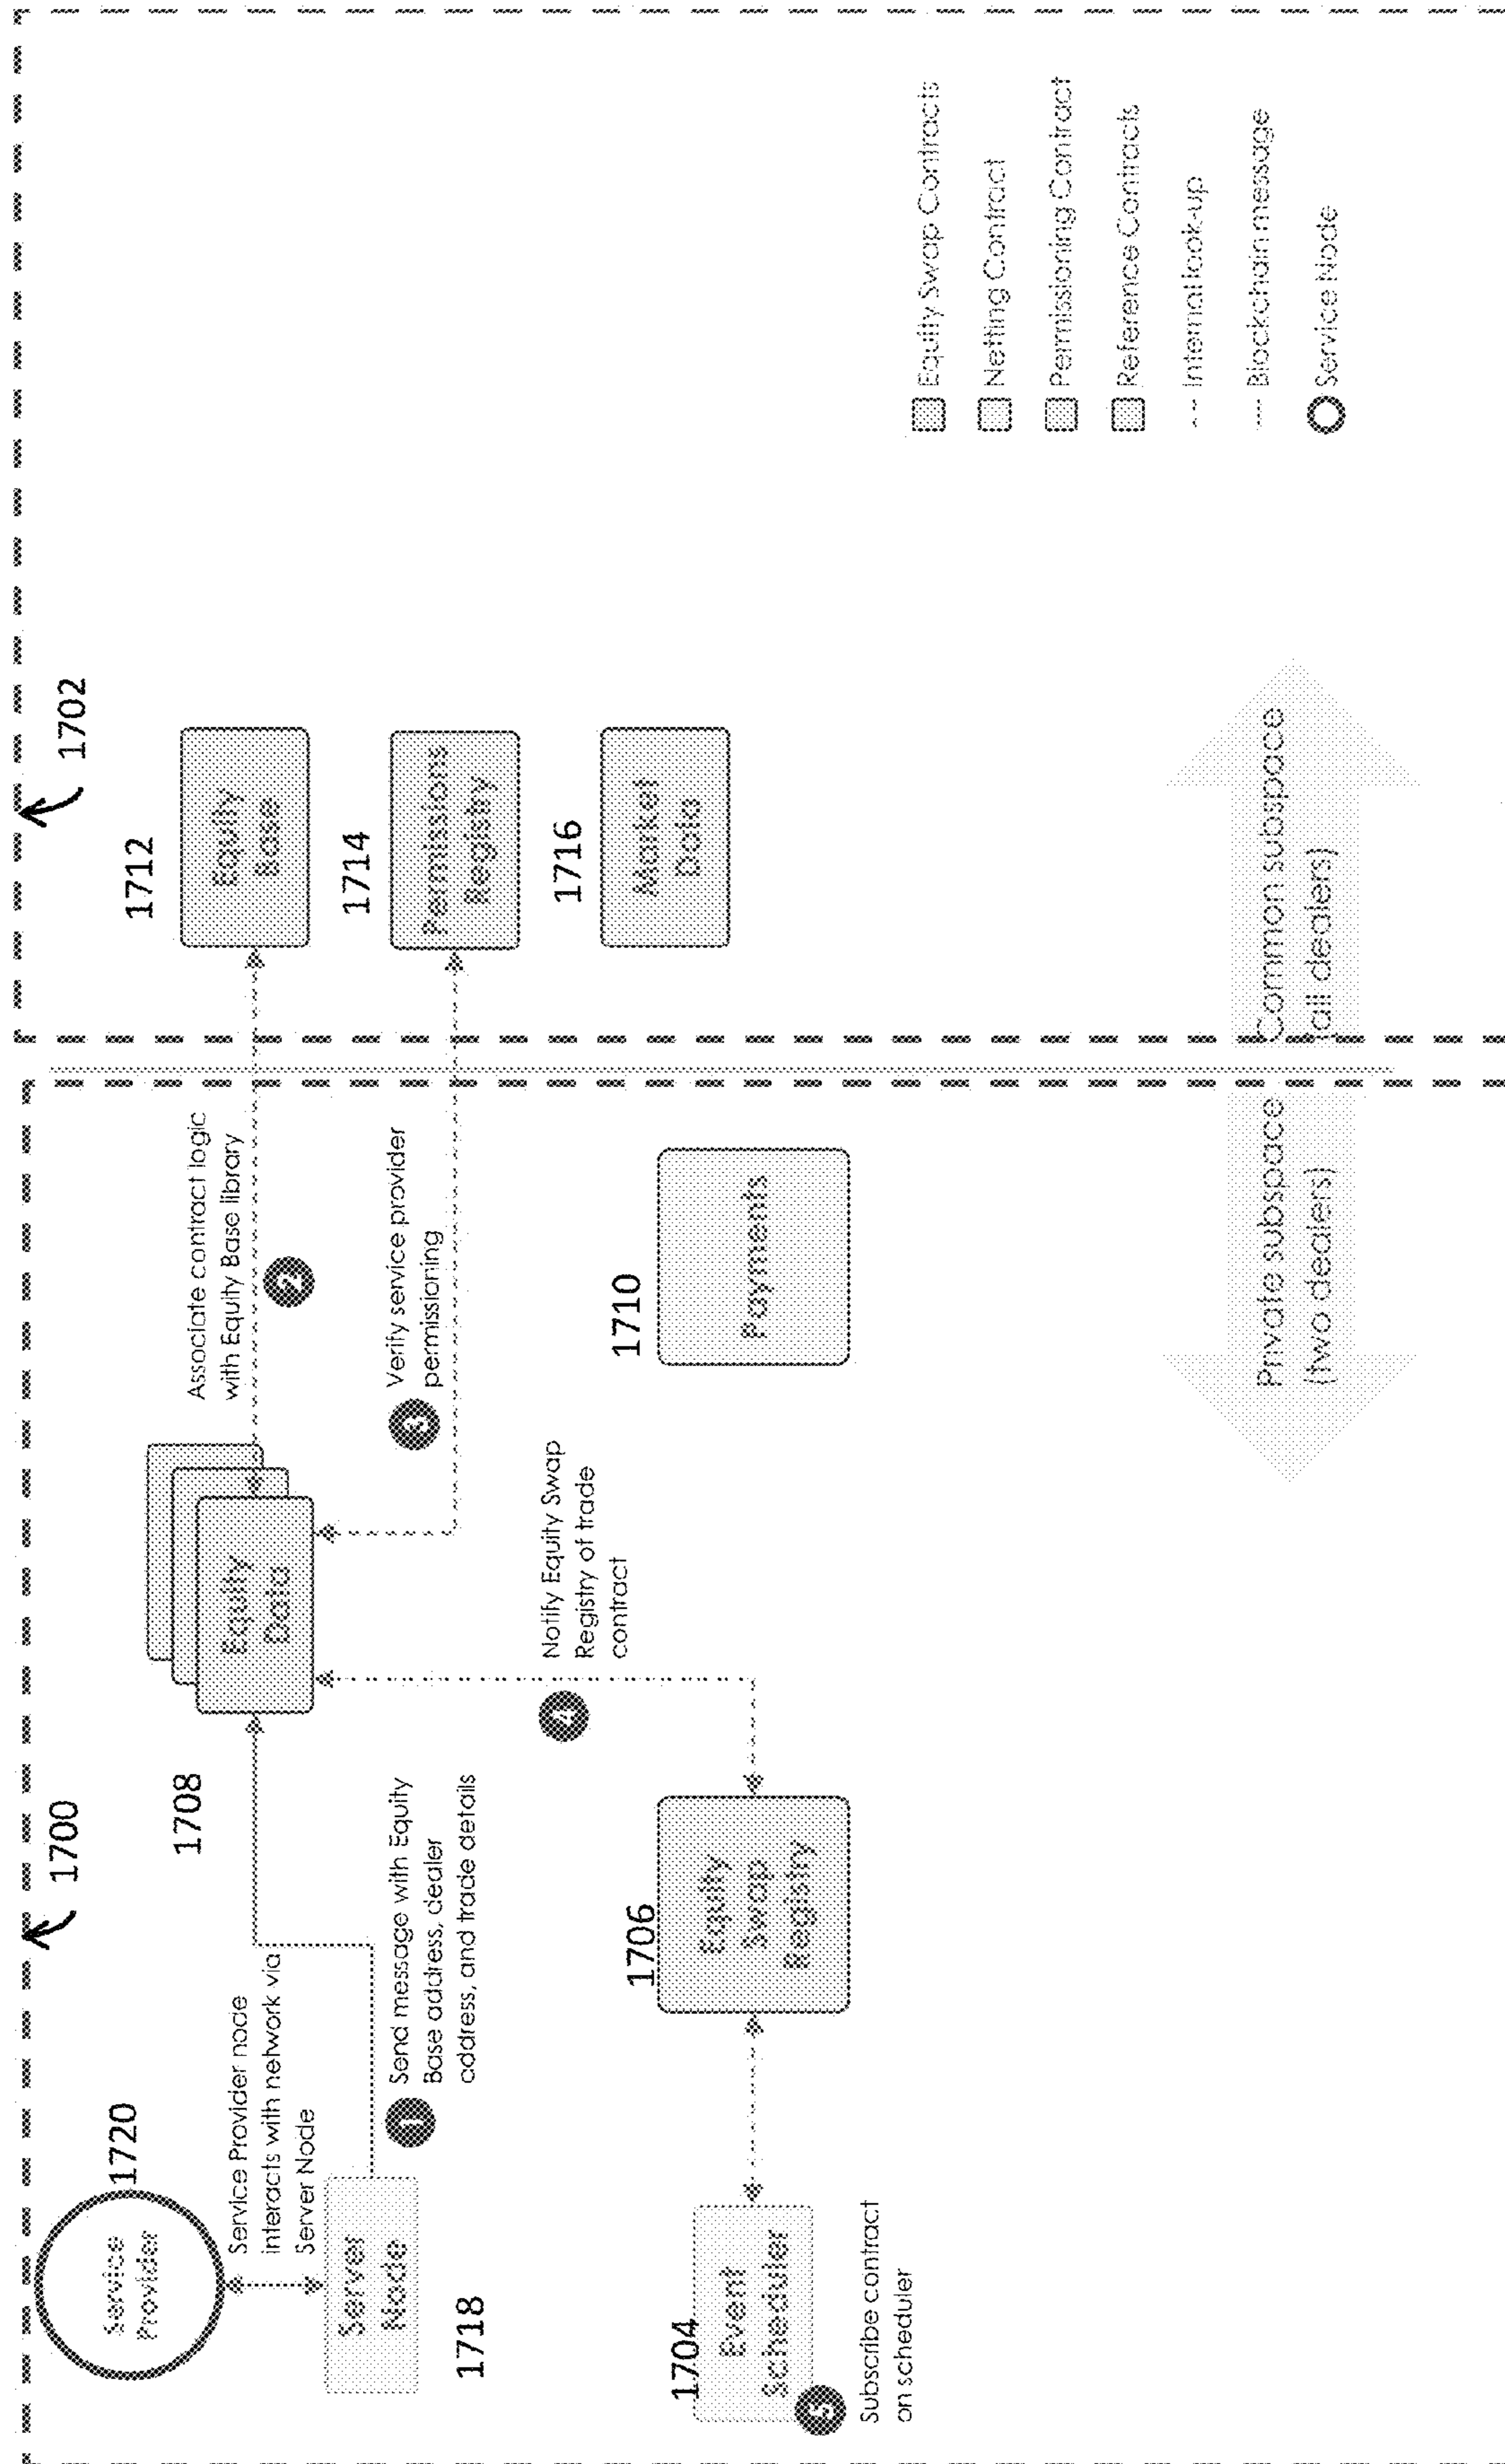 1700
1702
Service
Provider
1720
Service Provider node
interacts with network via
Server Node
Server
Node
1718
1
Send message with Equity
Base address, dealer
address, and trade details
1708
Equity
Data
Associate contract logic
with Equity Base library
2
3
Verify service provider
permissioning
1712
Equity
Base
1714
Permissions
Registry
1716
Market
Data
4
Notify Equity Swap
Registry of trade
contract
1704
Event
Scheduler
5
Subscribe contract
on scheduler
1706
Equity
Swap
Registry
1710
Payments
Private subspace
(two dealers)
Common subspace
(all dealers)
Equity Swap Contracts
Netting Contract
Permissioning Contract
Reference Contracts
Internal look-up
Blockchain message
Service Node